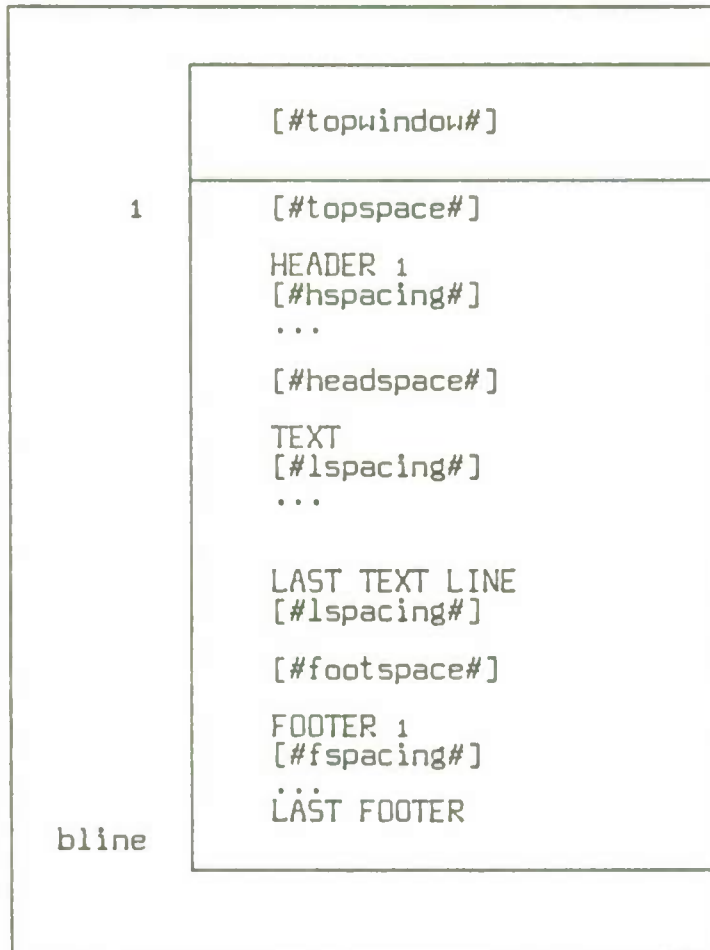 [#topwindow#]
1 [#topspace#]
HEADER 1
[#hspacing#]
...
[#headspace#]
TEXT
[#lspacing#]
...
LAST TEXT LINE
[#lspacing#]
[#footspace#]
FOOTER 1
[#fspacing#]
...
LAST FOOTER
bline